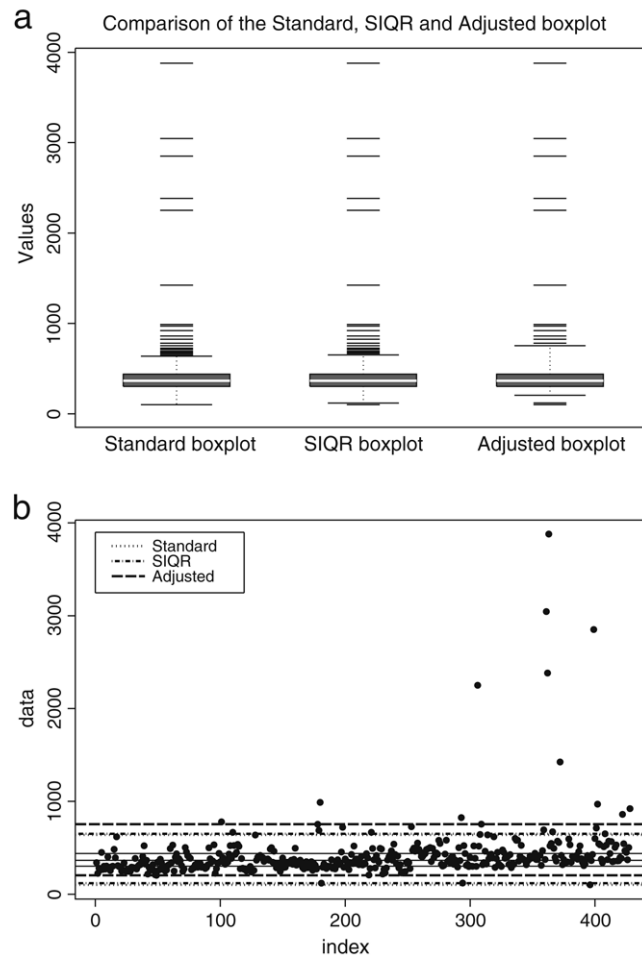 a
Comparison of the Standard, SIQR and Adjusted boxplot
Values
4000
3000
2000
1000
0
Standard boxplot
SIQR boxplot
Adjusted boxplot
b
data
4000
3000
2000
1000
0
Standard
SIQR
Adjusted
0
100
200
300
400
index